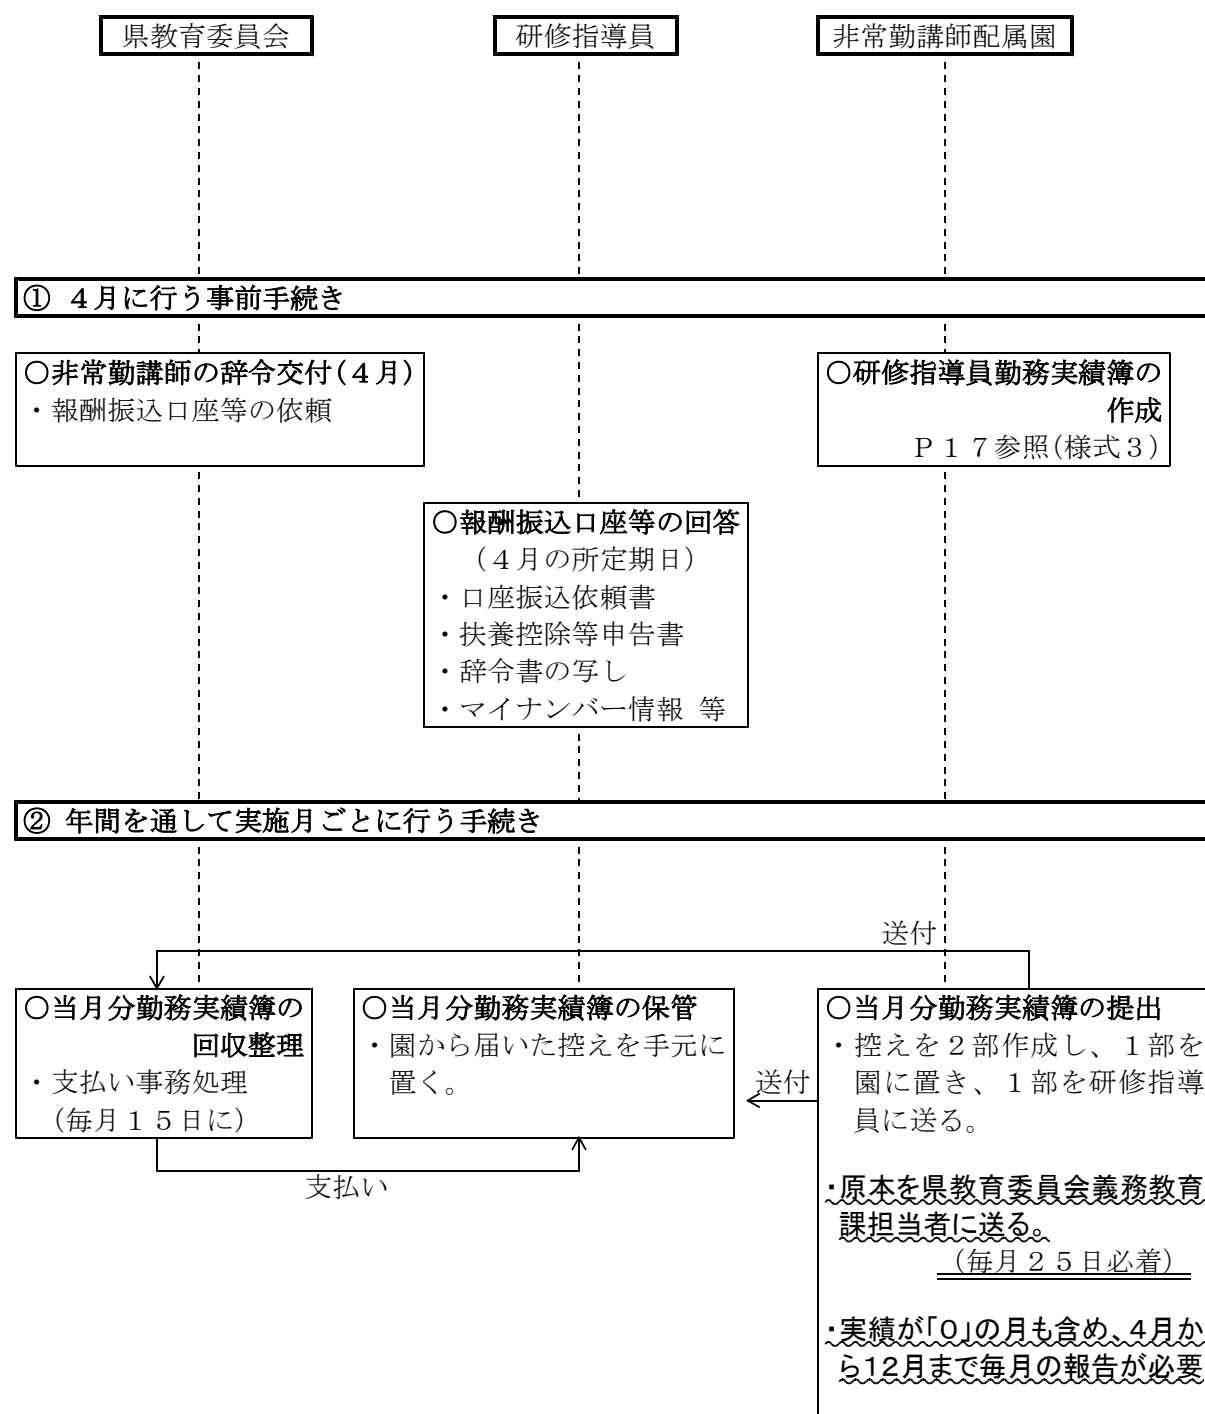 県教育委員会
研修指導員
非常勤講師配属園
① ４月に行う事前手続き
○非常勤講師の辞令交付(４月)
・報酬振込口座等の依頼
○研修指導員勤務実績簿の
作成
Ｐ１７参照(様式３)
○報酬振込口座等の回答
（４月の所定期日）
・口座振込依頼書
・扶養控除等申告書
・辞令書の写し
・マイナンバー情報 等
② 年間を通して実施月ごとに行う手続き
送付
○当月分勤務実績簿の
回収整理
・支払い事務処理
（毎月１５日に）
○当月分勤務実績簿の保管
・園から届いた控えを手元に
置く。
送付
○当月分勤務実績簿の提出
・控えを２部作成し、１部を
園に置き、１部を研修指導
員に送る。
支払い
・原本を県教育委員会義務教育
課担当者に送る。
（毎月２５日必着）
・実績が｢０｣の月も含め、４月か
ら12月まで毎月の報告が必要